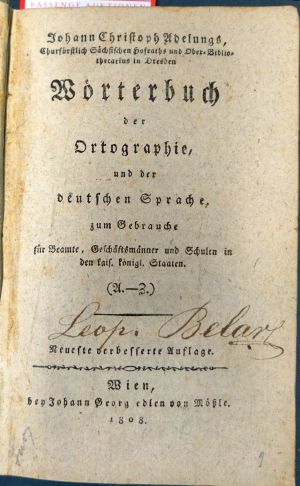 BASSENGE AUKTIONEN
Johann Christoph Adelungs,
Churfürstlich Sächsischen Hofraths und Ober-Biblio-
thecarius in Dresden
Wörterbuch
der
Ortographie,
und der
deutschen Sprache,
zum Gebrauche
für Beamte, Geschäftsmänner und Schulen in
den kais. königl. Staaten.
(A.—Z.)
Leop. Belar
Neueste verbesserte Auflage.
Wien,
bey Johann Georg edlen von Mößle.
1808.